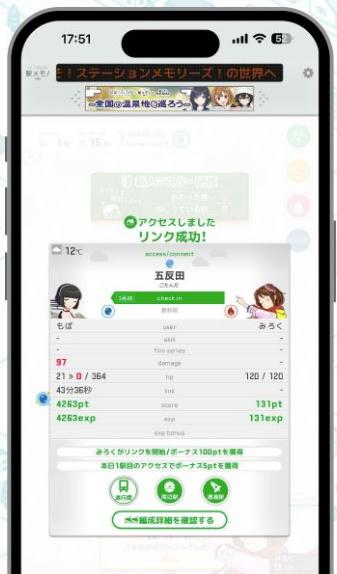 17:51
52
駅メモ!
モ!ステーションメモリーズ!の世界へ
~全国の温泉地を巡ろう~
アクセスしました
リンク成功!
12℃
access/connect
五反田
ごたんだ
check in
もぼ user みろく
- skill -
- film series -
97 damage -
21 » 0 / 364 hp 120 / 120
43分36秒 link -
4263pt score 131pt
4263exp exp 131exp
exp bonus
みろくがリンクを開始/ボーナス100ptを獲得
本日1駅目のアクセスでボーナス5ptを獲得
周辺駅
編成詳細を確認する